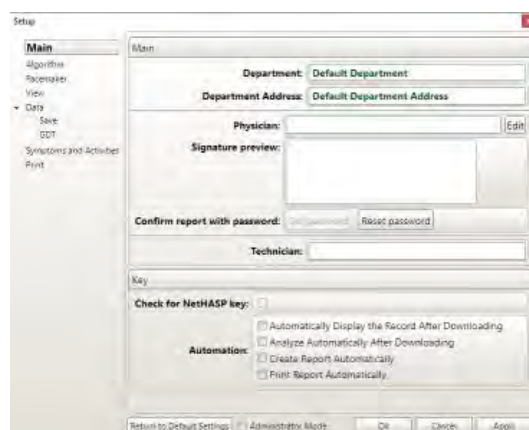 Setup
Main
Algorithm
Pacemaker
View
Data
Save
GDT
Symptoms and Activities
Print
Main
Department: Default Department
Department Address: Default Department Address
Physician: Edit
Signature preview:
Confirm report with password: Set password Reset password
Technician:
Key
Check for NetHASP key:
Automation:
Automatically Display the Record After Downloading
Analyze Automatically After Downloading
Create Report Automatically
Print Report Automatically
Return to Default Settings Administrator Mode Ok Cancel Apply